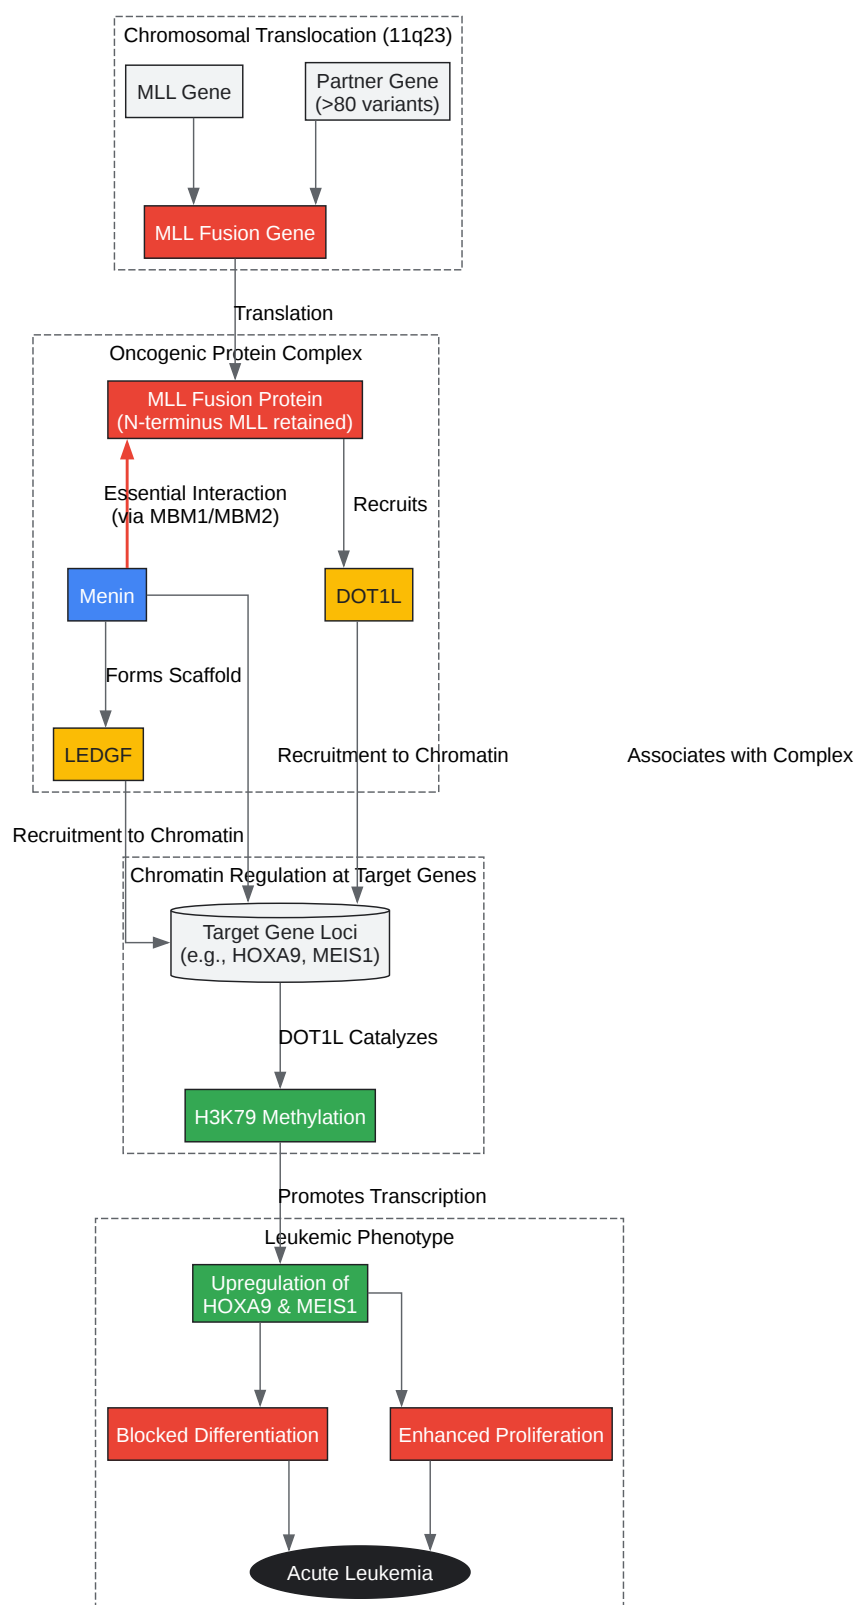 Chromosomal Translocation (11q23)
MLL Gene
Partner Gene
(>80 variants)
MLL Fusion Gene
Translation
Oncogenic Protein Complex
MLL Fusion Protein
(N-terminus MLL retained)
Essential Interaction
(via MBM1/MBM2)
Recruits
Menin
DOT1L
Forms Scaffold
LEDGF
Recruitment to Chromatin
Associates with Complex
Recruitment to Chromatin
Chromatin Regulation at Target Genes
Target Gene Loci
(e.g., HOXA9, MEIS1)
DOT1L Catalyzes
H3K79 Methylation
Promotes Transcription
Leukemic Phenotype
Upregulation of
HOXA9 & MEIS1
Blocked Differentiation
Enhanced Proliferation
Acute Leukemia